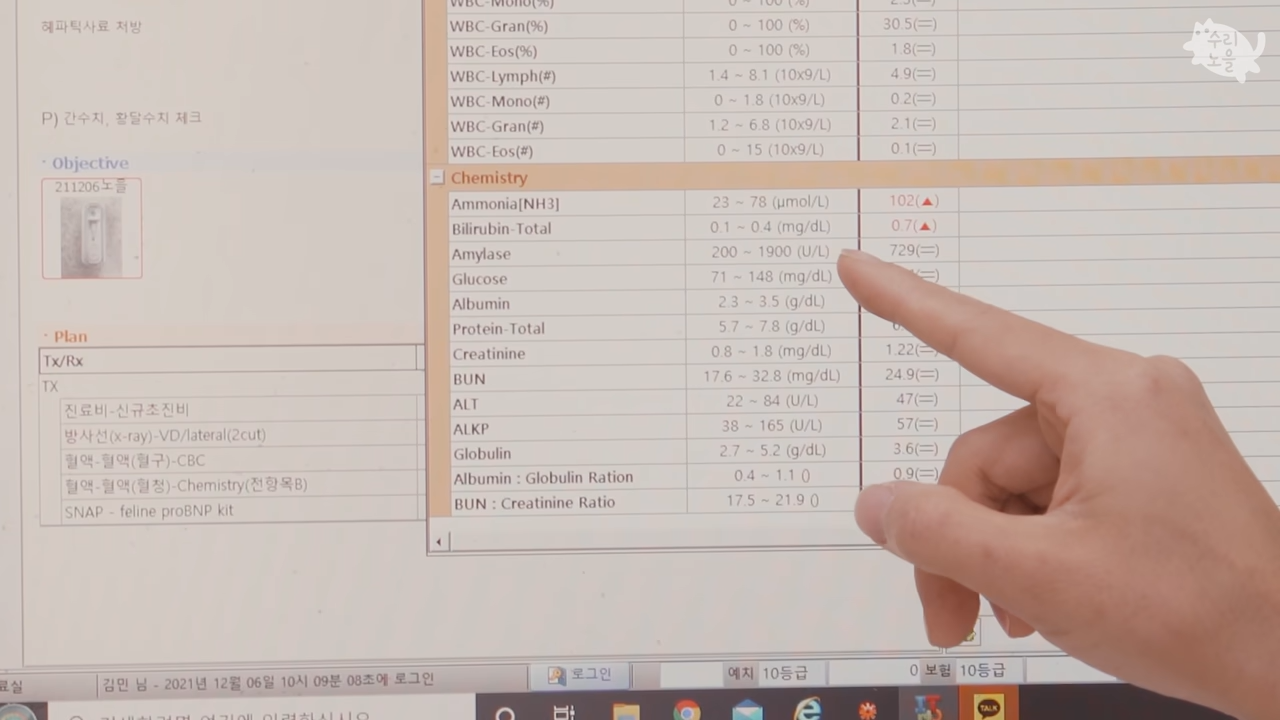 헤파틱사료 처방
P) 간수치, 황달수치 체크
· Objective
211206노을
· Plan
Tx/Rx
TX
진료비-신규초진비
방사선(x-ray)-VD/lateral(2cut)
혈액-혈액(혈구)-CBC
혈액-혈액(혈청)-Chemistry(전항목B)
SNAP - feline proBNP kit
WBC-Mono(%) 0 ~ 100 (%)
WBC-Gran(%) 0 ~ 100 (%) 30.5(=)
WBC-Eos(%) 0 ~ 100 (%) 1.8(=)
WBC-Lymph(#) 1.4 ~ 8.1 (10x9/L) 4.9(=)
WBC-Mono(#) 0 ~ 1.8 (10x9/L) 0.2(=)
WBC-Gran(#) 1.2 ~ 6.8 (10x9/L) 2.1(=)
WBC-Eos(#) 0 ~ 15 (10x9/L) 0.1(=)
Chemistry
Ammonia[NH3] 23 ~ 78 (μmol/L) 102(▲)
Bilirubin-Total 0.1 ~ 0.4 (mg/dL) 0.7(▲)
Amylase 200 ~ 1900 (U/L) 729(=)
Glucose 71 ~ 148 (mg/dL)
Albumin 2.3 ~ 3.5 (g/dL)
Protein-Total 5.7 ~ 7.8 (g/dL)
Creatinine 0.8 ~ 1.8 (mg/dL) 1.22(=)
BUN 17.6 ~ 32.8 (mg/dL) 24.9(=)
ALT 22 ~ 84 (U/L) 47(=)
ALKP 38 ~ 165 (U/L) 57(=)
Globulin 2.7 ~ 5.2 (g/dL) 3.6(=)
Albumin : Globulin Ration 0.4 ~ 1.1 () 0.9(=)
BUN : Creatinine Ratio 17.5 ~ 21.9 ()
수리
노을
료실 김민 님 - 2021년 12월 06일 10시 09분 08초에 로그인 로그인 예치 10등급 0 보험 10등급
TALK